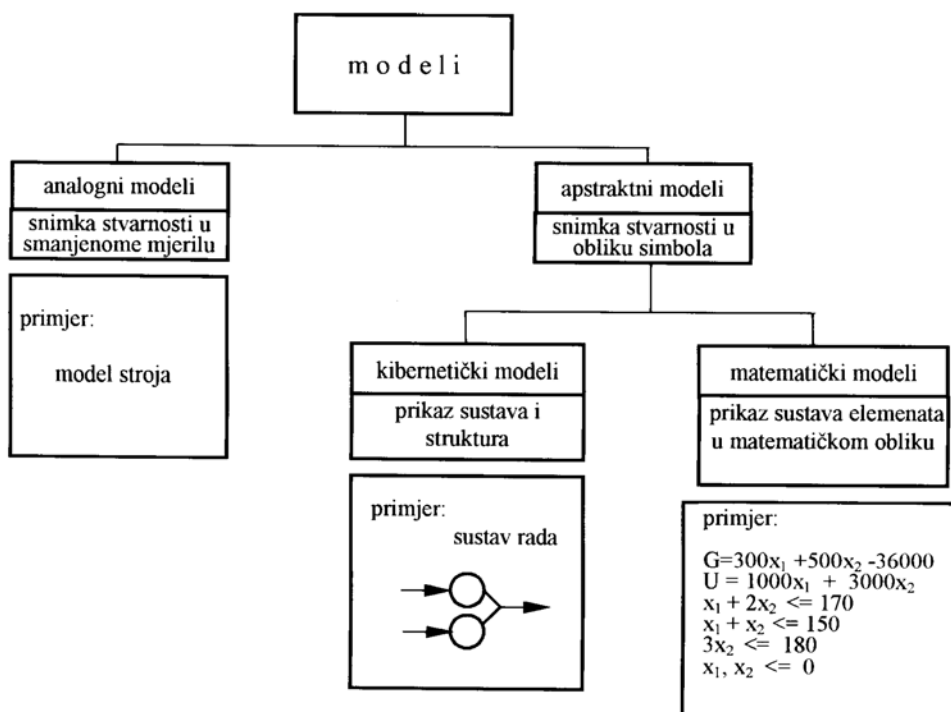 modeli
analogni modeli
snimka stvarnosti u
smanjenome mjerilu
primjer:
model stroja
apstraktni modeli
snimka stvarnosti u
obliku simbola
kibernetički modeli
prikaz sustava i
struktura
primjer:
sustav rada
matematički modeli
prikaz sustava elemenata
u matematičkom obliku
primjer:
G=300x₁ +500x₂ -36000
U = 1000x₁ + 3000x₂
x₁ + 2x₂ <= 170
x₁ + x₂ <= 150
3x₂ <= 180
x₁, x₂ <= 0